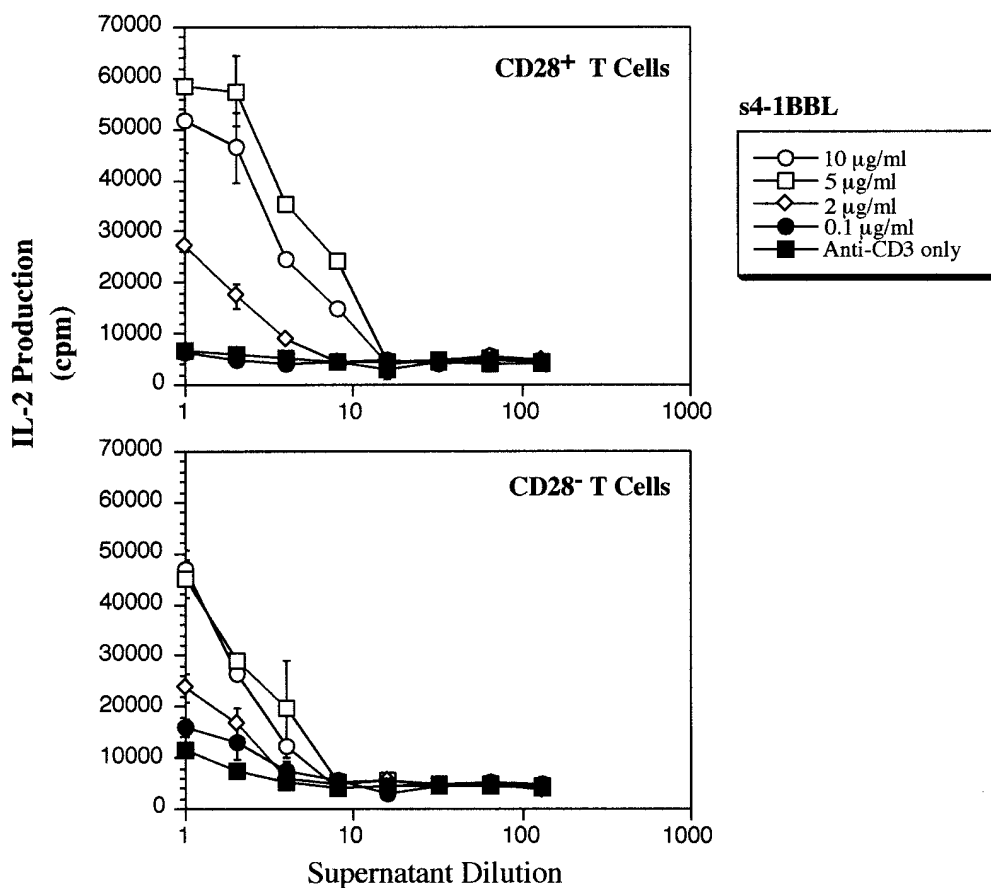 70000
60000
50000
40000
30000
20000
10000
0
1
10
100
1000
CD28+ T Cells
s4-1BBL
10 µg/ml
5 µg/ml
2 µg/ml
0.1 µg/ml
Anti-CD3 only
IL-2 Production
(cpm)
70000
60000
50000
40000
30000
20000
10000
0
1
10
100
1000
CD28- T Cells
Supernatant Dilution